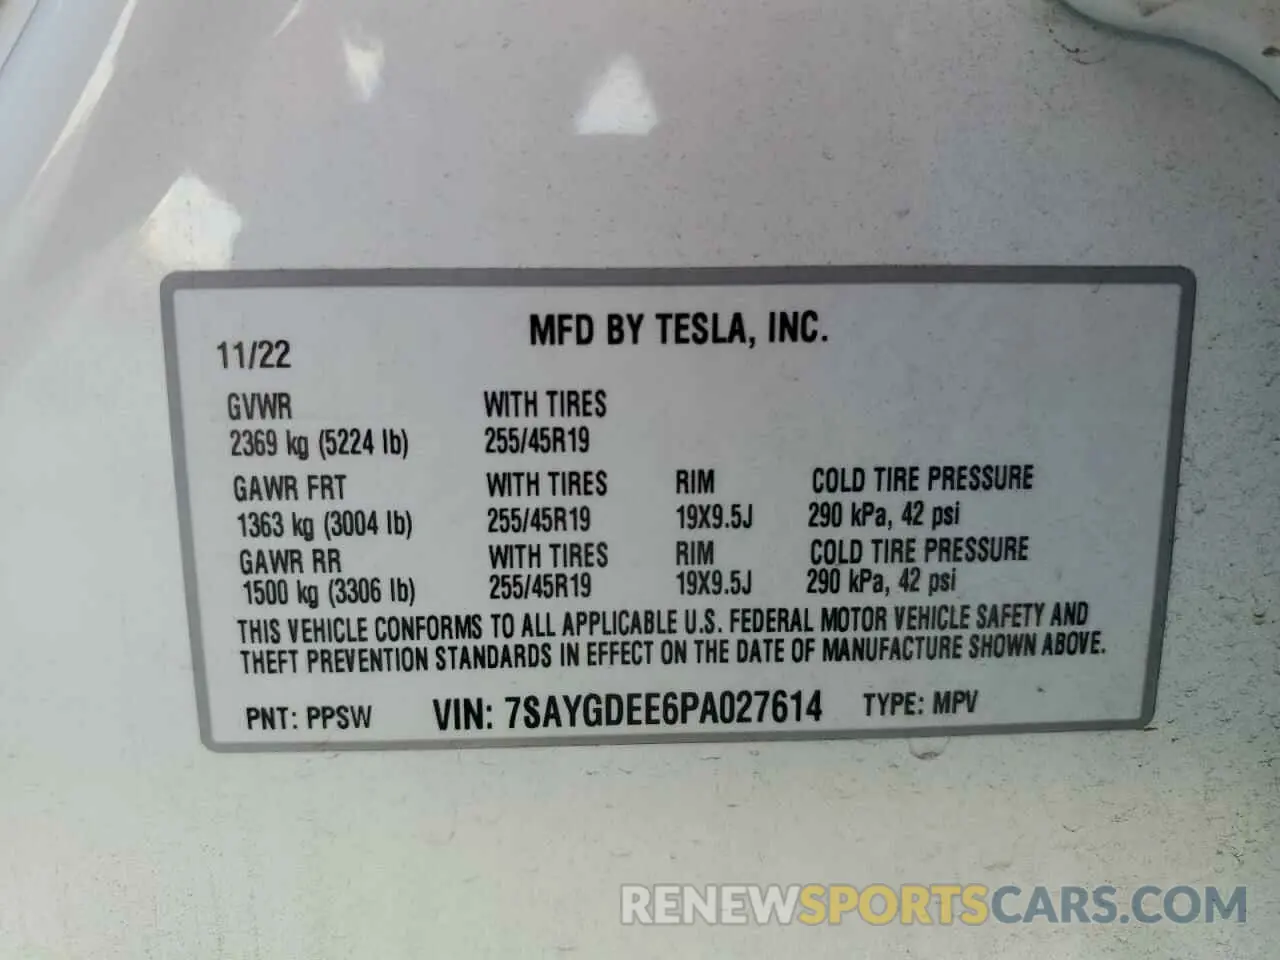 MFD BY TESLA, INC.
11/22
GVWR WITH TIRES
2369 kg (5224 lb) 255/45R19
GAWR FRT WITH TIRES RIM COLD TIRE PRESSURE
1363 kg (3004 lb) 255/45R19 19X9.5J 290 kPa, 42 psi
GAWR RR WITH TIRES RIM COLD TIRE PRESSURE
1500 kg (3306 lb) 255/45R19 19X9.5J 290 kPa, 42 psi
THIS VEHICLE CONFORMS TO ALL APPLICABLE U.S. FEDERAL MOTOR VEHICLE SAFETY AND
THEFT PREVENTION STANDARDS IN EFFECT ON THE DATE OF MANUFACTURE SHOWN ABOVE.
PNT: PPSW VIN: 7SAYGDEE6PA027614 TYPE: MPV
RENEWSPORTSCARS.COM